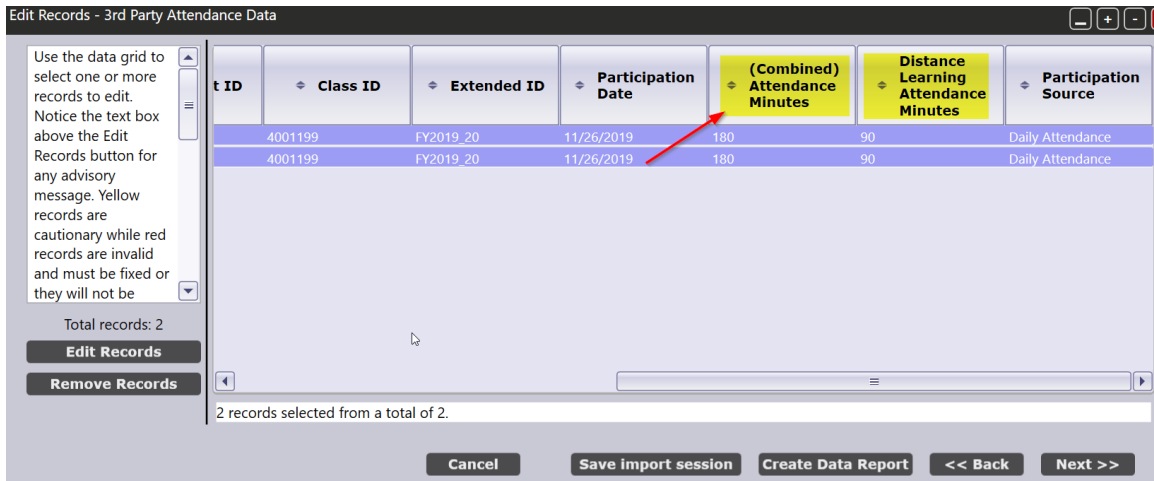 Edit Records - 3rd Party Attendance Data
Use the data grid to
select one or more
records to edit.
Notice the text box
above the Edit
Records button for
any advisory
message. Yellow
records are
cautionary while red
records are invalid
and must be fixed or
they will not be
Total records: 2
Edit Records
Remove Records
t ID
Class ID
Extended ID
Participation
Date
(Combined)
Attendance
Minutes
Distance
Learning
Attendance
Minutes
Participation
Source
4001199 FY2019_20 11/26/2019 180 90 Daily Attendance
4001199 FY2019_20 11/26/2019 180 90 Daily Attendance
2 records selected from a total of 2.
Cancel Save import session Create Data Report << Back Next >>